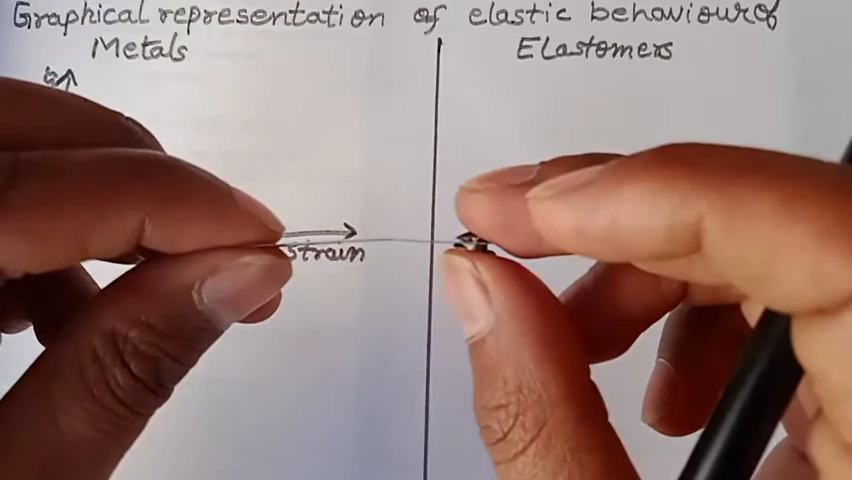 Graphical representation of elastic behaviour of
Metals
Elastomers
strain